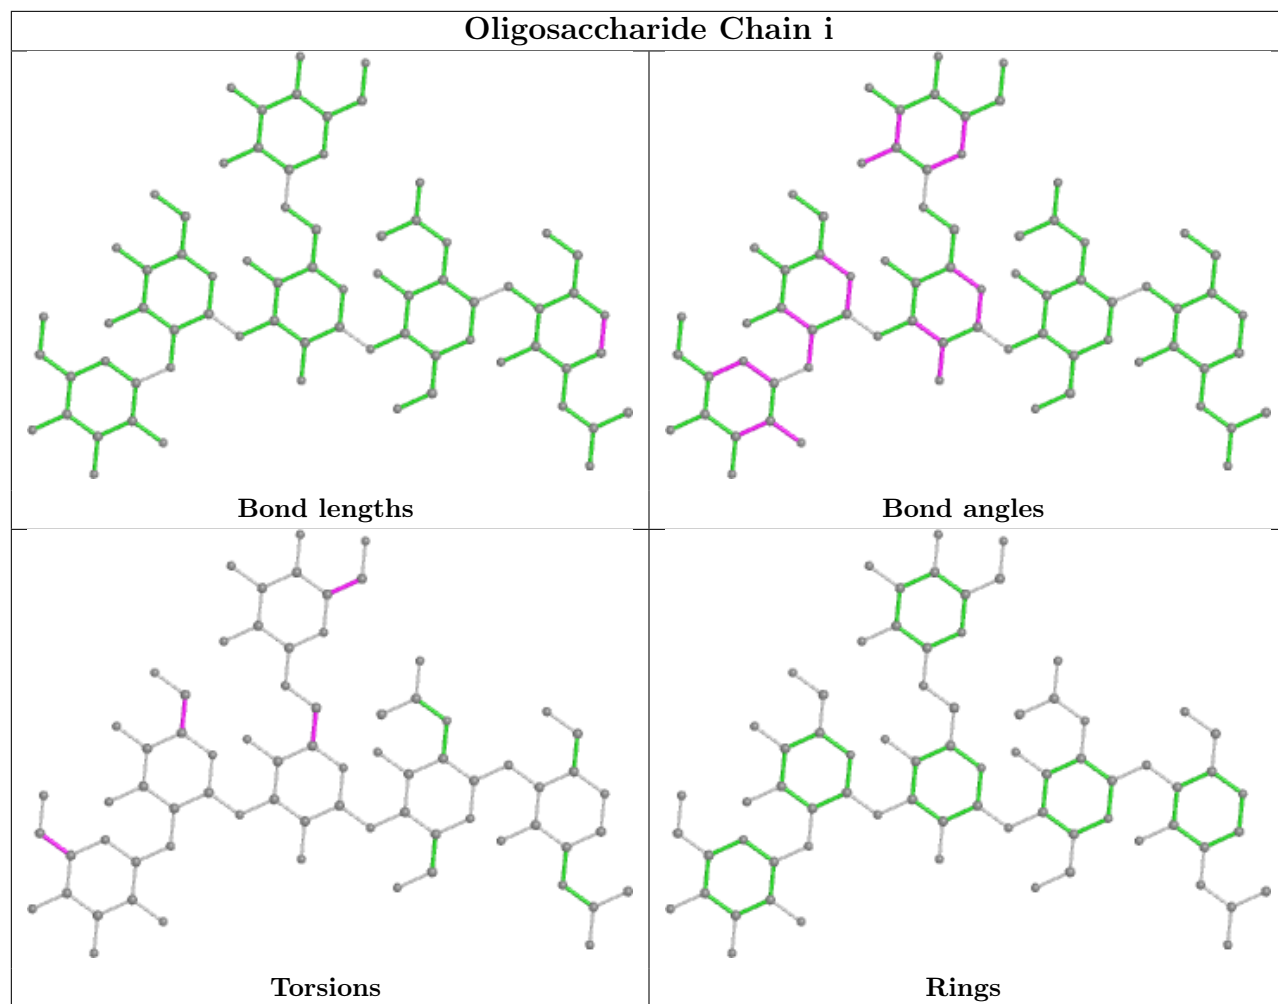 Oligosaccharide Chain i
Bond lengths
Bond angles
Torsions
Rings